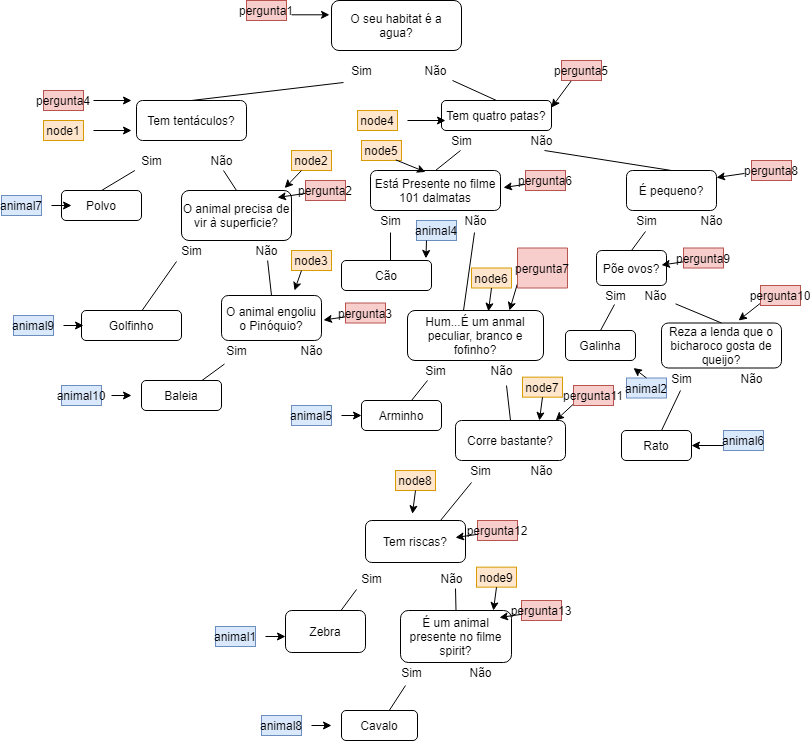 pergunta1
O seu habitat é a
agua?
Sim
Não
pergunta5
pergunta4
node1
Tem tentáculos?
node4
Tem quatro patas?
Sim
Não
node2
node5
Sim
Não
pergunta2
pergunta6
pergunta8
animal7
Polvo
O animal precisa de
vir á superficie?
Está Presente no filme
101 dalmatas
É pequeno?
Sim
Não
Sim
Não
animal4
Sim
Não
node3
node6
pergunta7
pergunta9
Cão
Põe ovos?
Sim
Não
pergunta10
animal9
Golfinho
O animal engoliu
o Pinóquio?
pergunta3
Hum...É um anmal
peculiar, branco e
fofinho?
Galinha
Reza a lenda que o
bicharoco gosta de
queijo?
Sim
Não
Sim
Não
animal2
Sim
Não
animal10
Baleia
node7
pergunta11
animal5
Arminho
Corre bastante?
Rato
animal6
Sim
Não
node8
Tem riscas?
pergunta12
Sim
Não
node9
pergunta13
animal1
Zebra
É um animal
presente no filme
spirit?
Sim
Não
animal8
Cavalo